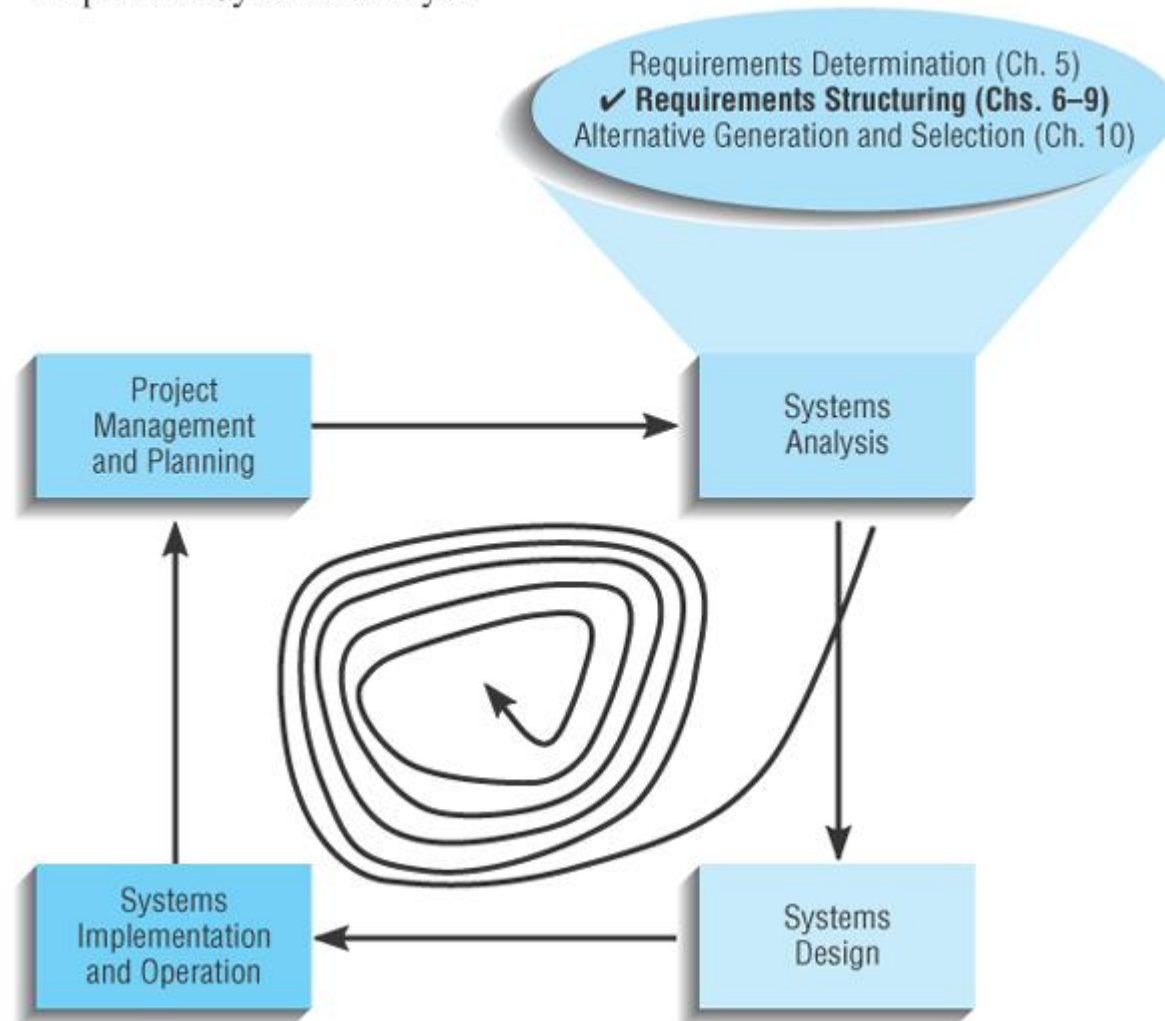 Requirements Determination (Ch. 5)
✔ Requirements Structuring (Chs. 6–9)
Alternative Generation and Selection (Ch. 10)
Project
Management
and Planning
Systems
Analysis
Systems
Implementation
and Operation
Systems
Design